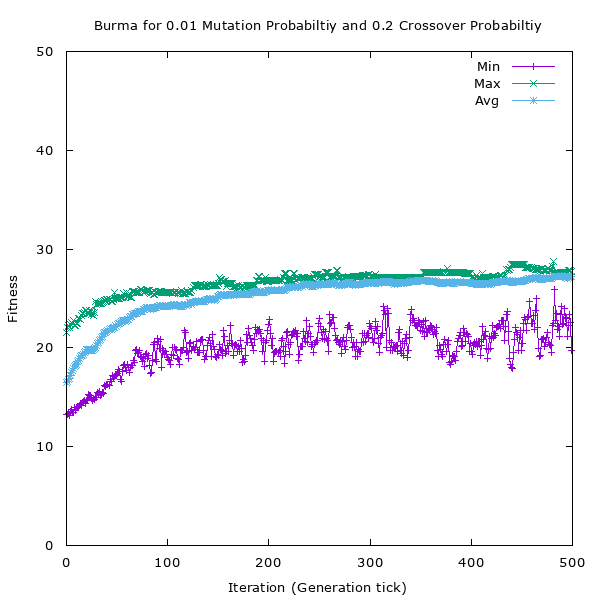 Burma for 0.01 Mutation Probabiltiy and 0.2 Crossover Probabiltiy
50
40
30
20
10
0
Fitness
Min
Max
Avg
0 100 200 300 400 500
Iteration (Generation tick)